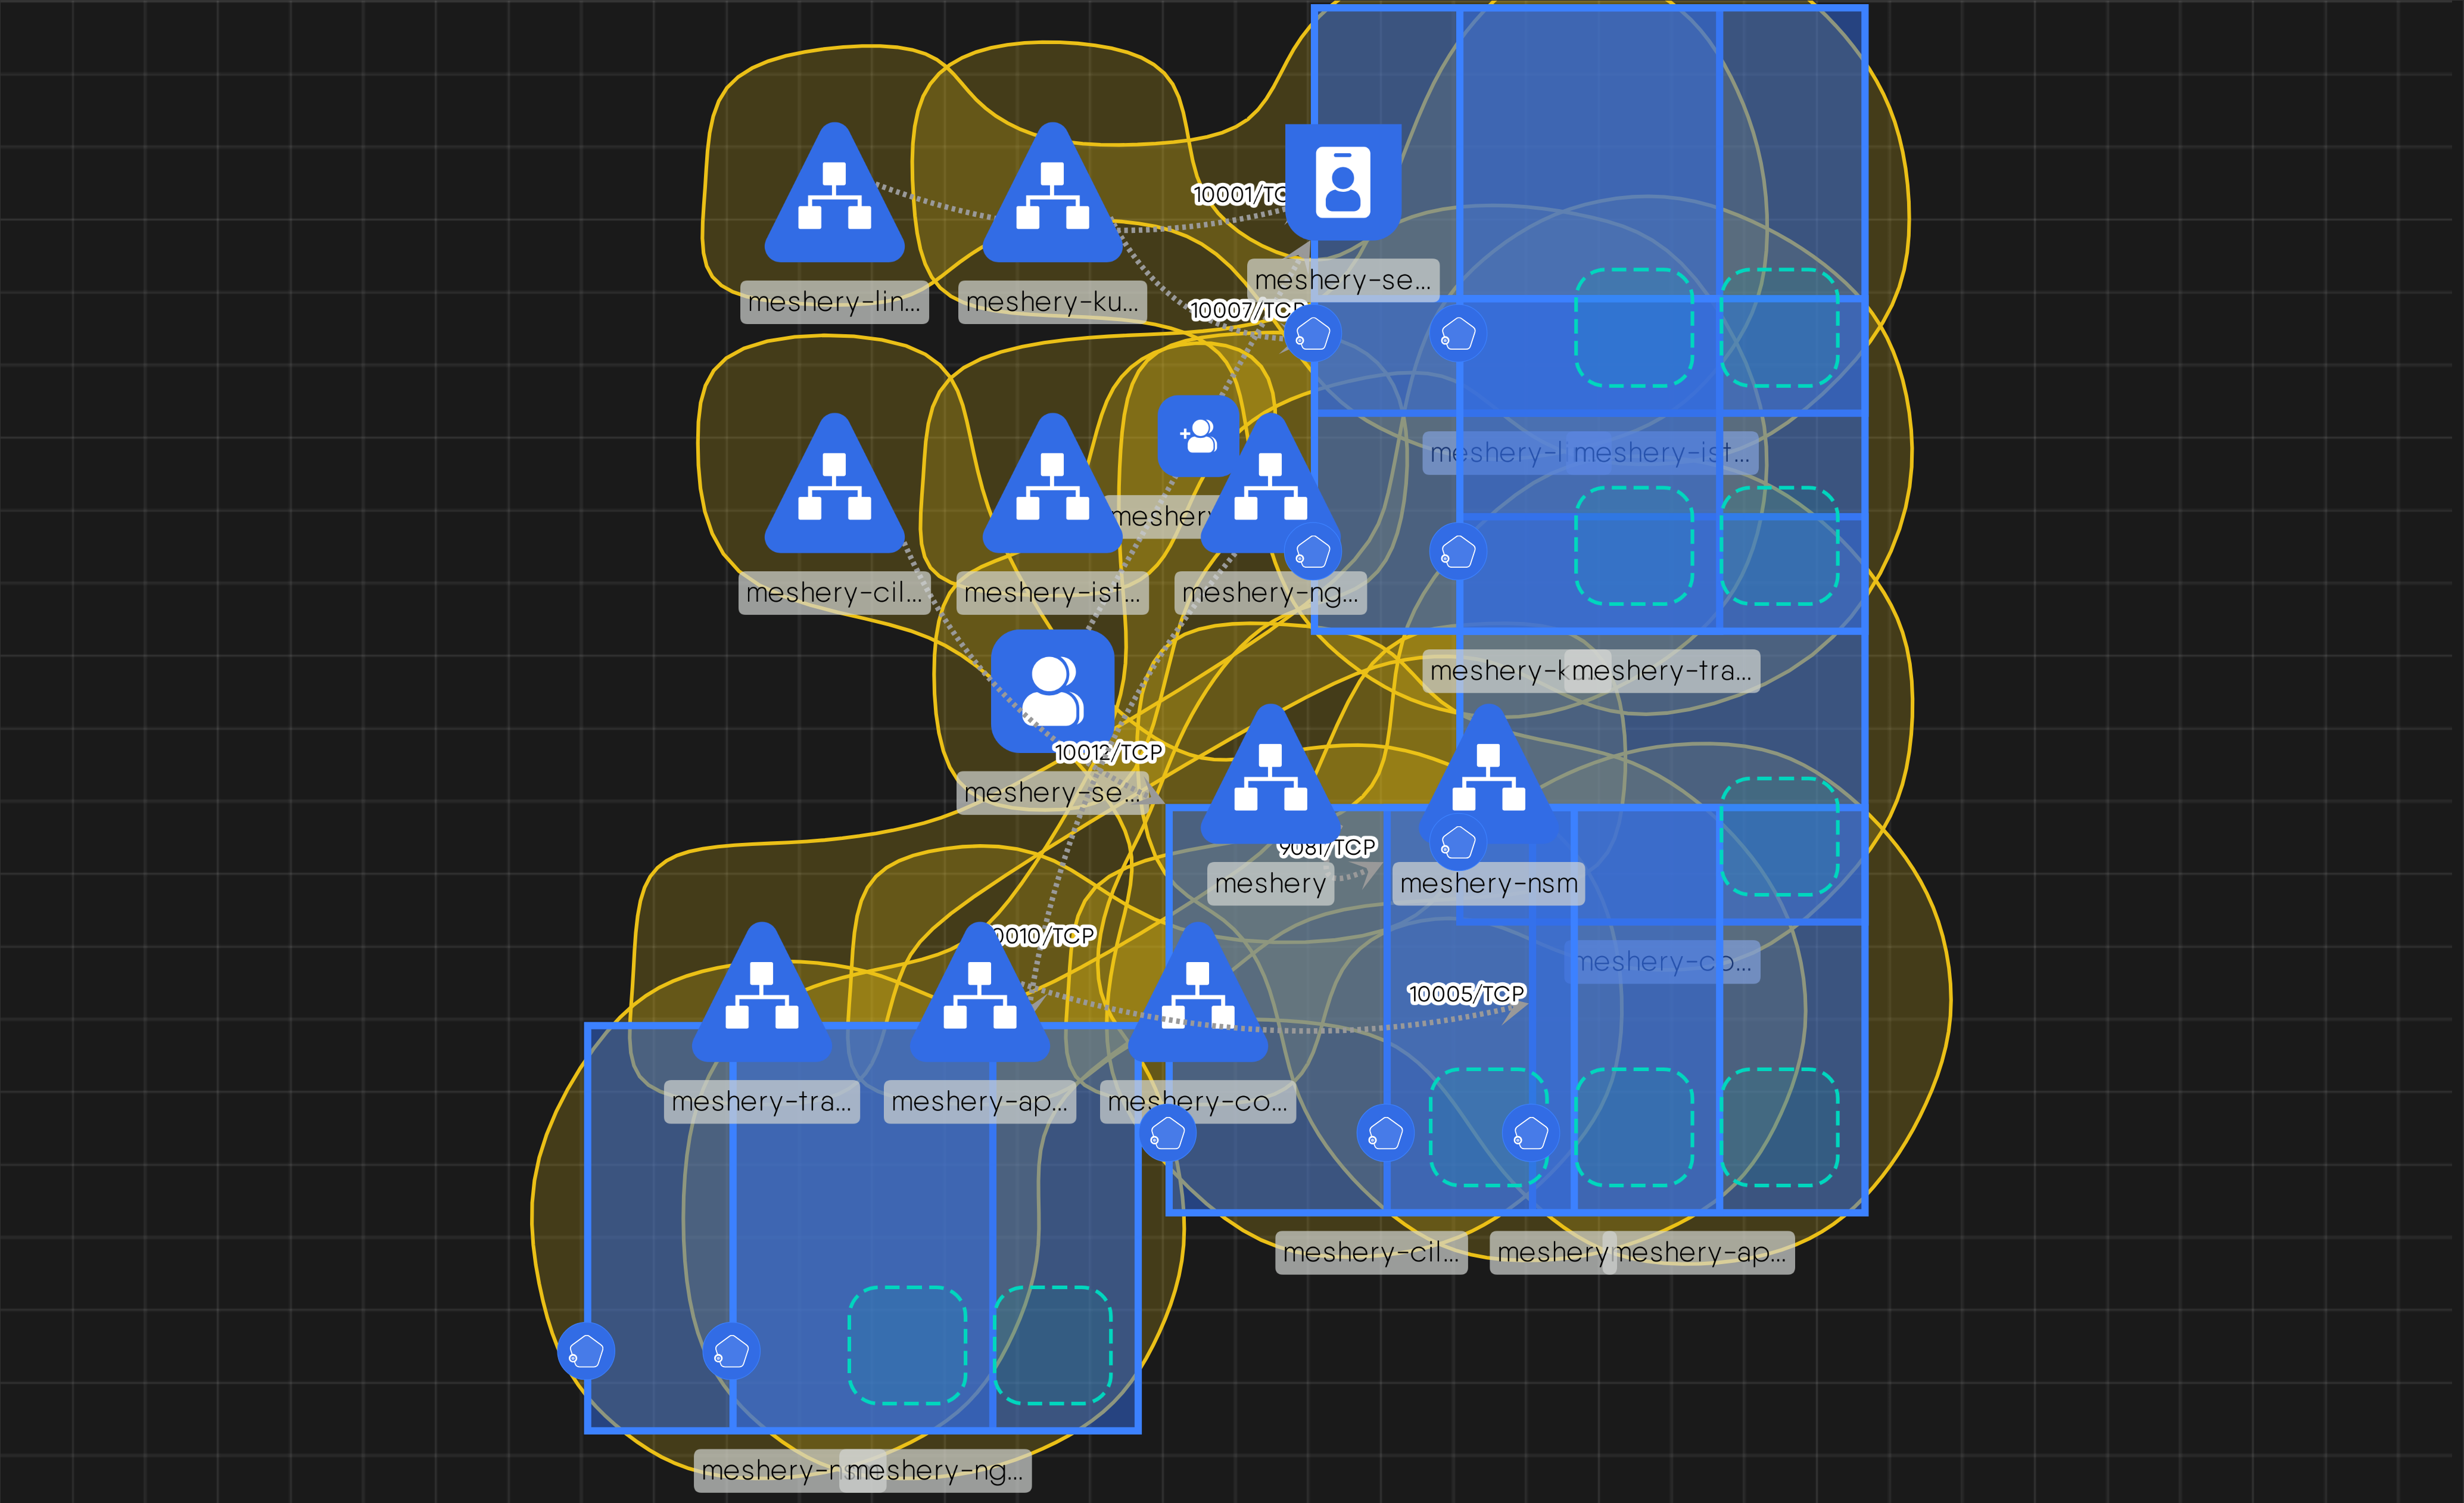 10001/TC
meshery-se...
meshery-lin...
meshery-ku...
10007/TCP
meshery-l
meshery-ist...
meshery
meshery-cil...
meshery-ist...
meshery-ng...
meshery-k
meshery-tra...
10012/TCP
meshery-se...
9081/TCP
meshery
meshery-nsm
0010/TCP
meshery-co...
10005/TCP
meshery-tra...
meshery-ap...
meshery-co...
meshery-cil...
meshery
meshery-ap...
meshery-n
meshery-ng...